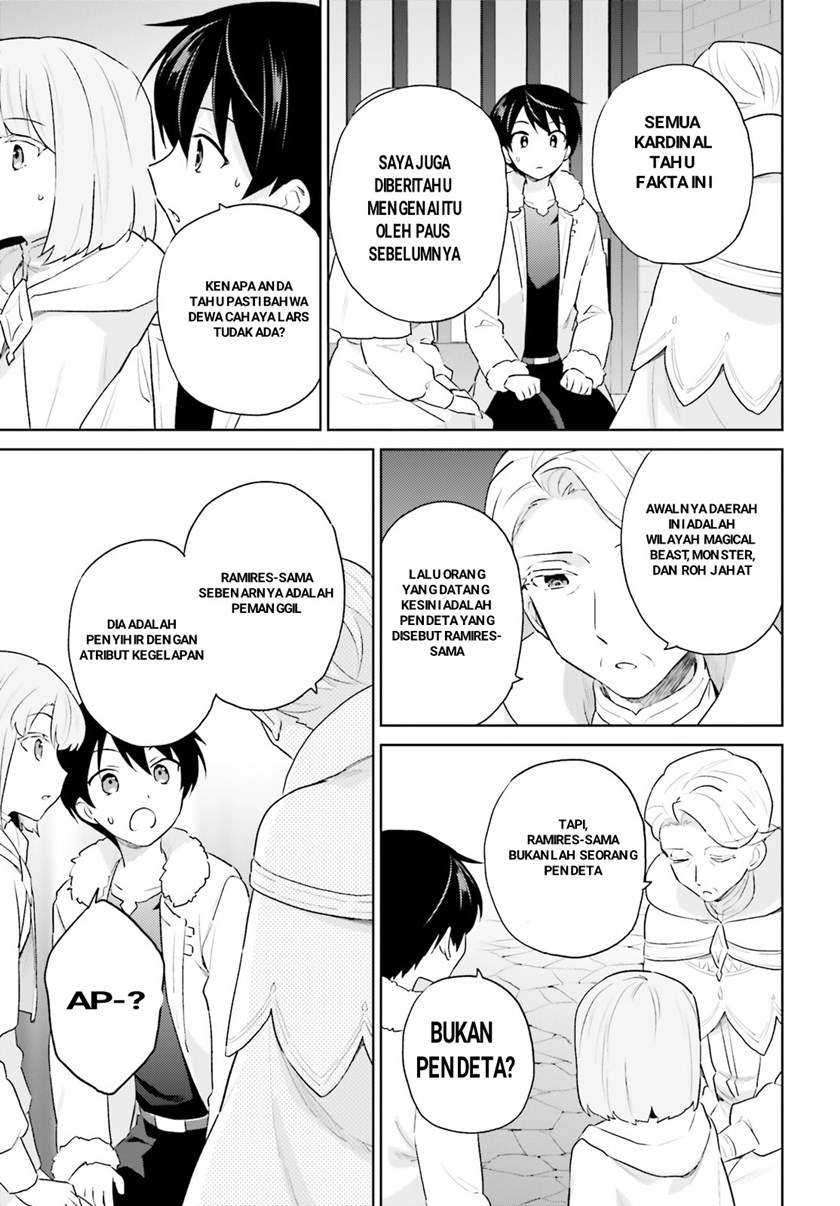 SEMUA
KARDINAL
TAHU
FAKTA INI
SAYA JUGA
DIBERITAHU
MENGENAI ITU
OLEH PAUS
SEBELUMNYA
KENAPA ANDA
TAHU PASTI BAHWA
DEWA CAHAYA LARS
TUDAK ADA?
AWALNYA DAERAH
INI ADALAH
WILAYAH MAGICAL
BEAST, MONSTER,
DAN ROH JAHAT
LALU ORANG
YANG DATANG
KESINI ADALAH
PENDETA YANG
DISEBUT RAMIRES-
SAMA
TAPI,
RAMIRES-SAMA
BUKANLAH SEORANG
PENDETA
BUKAN
PENDETA?
RAMIRES-SAMA
SEBENARNYA ADALAH
PEMANGGIL
DIA ADALAH
PENYIHIR DENGAN
ATRIBUT KEGELAPAN
AP-?